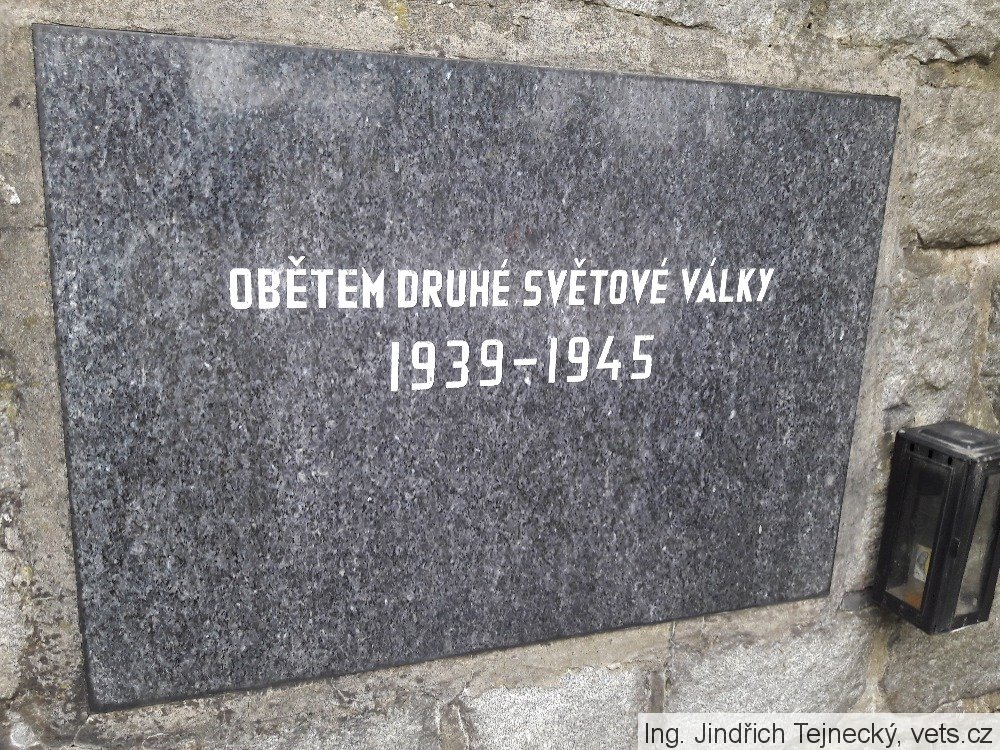 OBĚTEM DRUHÉ SVĚTOVÉ VÁLKY
1939-1945
Ing. Jindřich Tejnecký, vets.cz